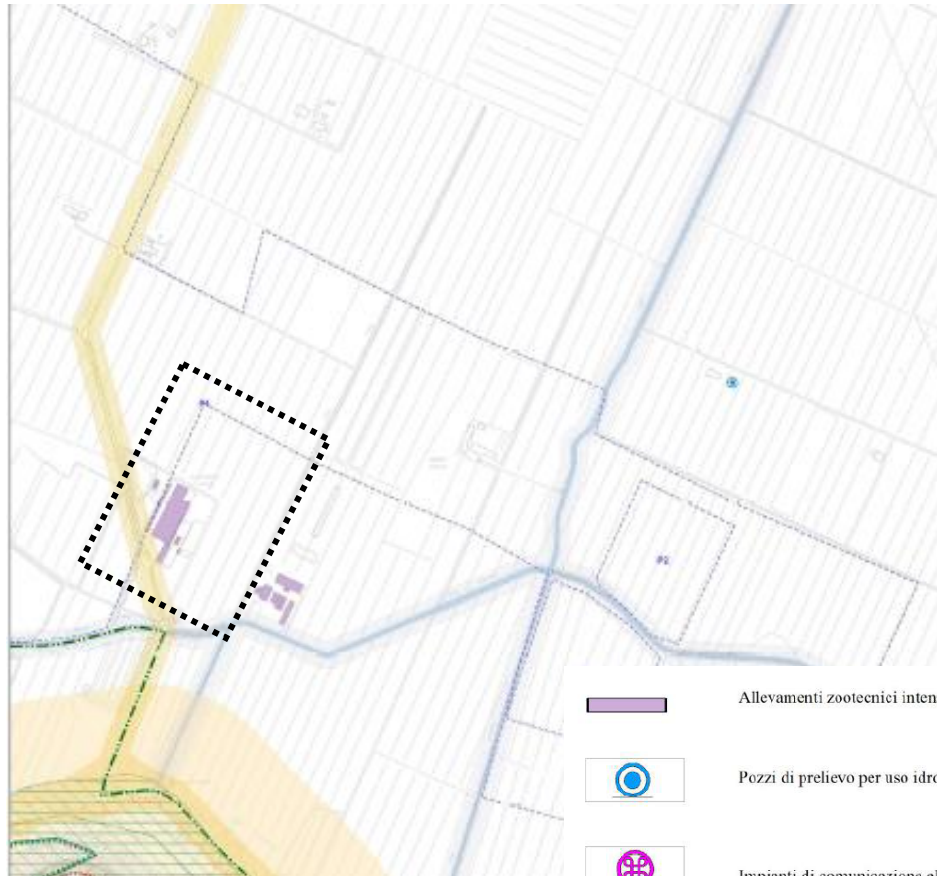 Allevamenti zootecnici inten
Pozzi di prelievo per uso idro
Impianti di comunicazione el